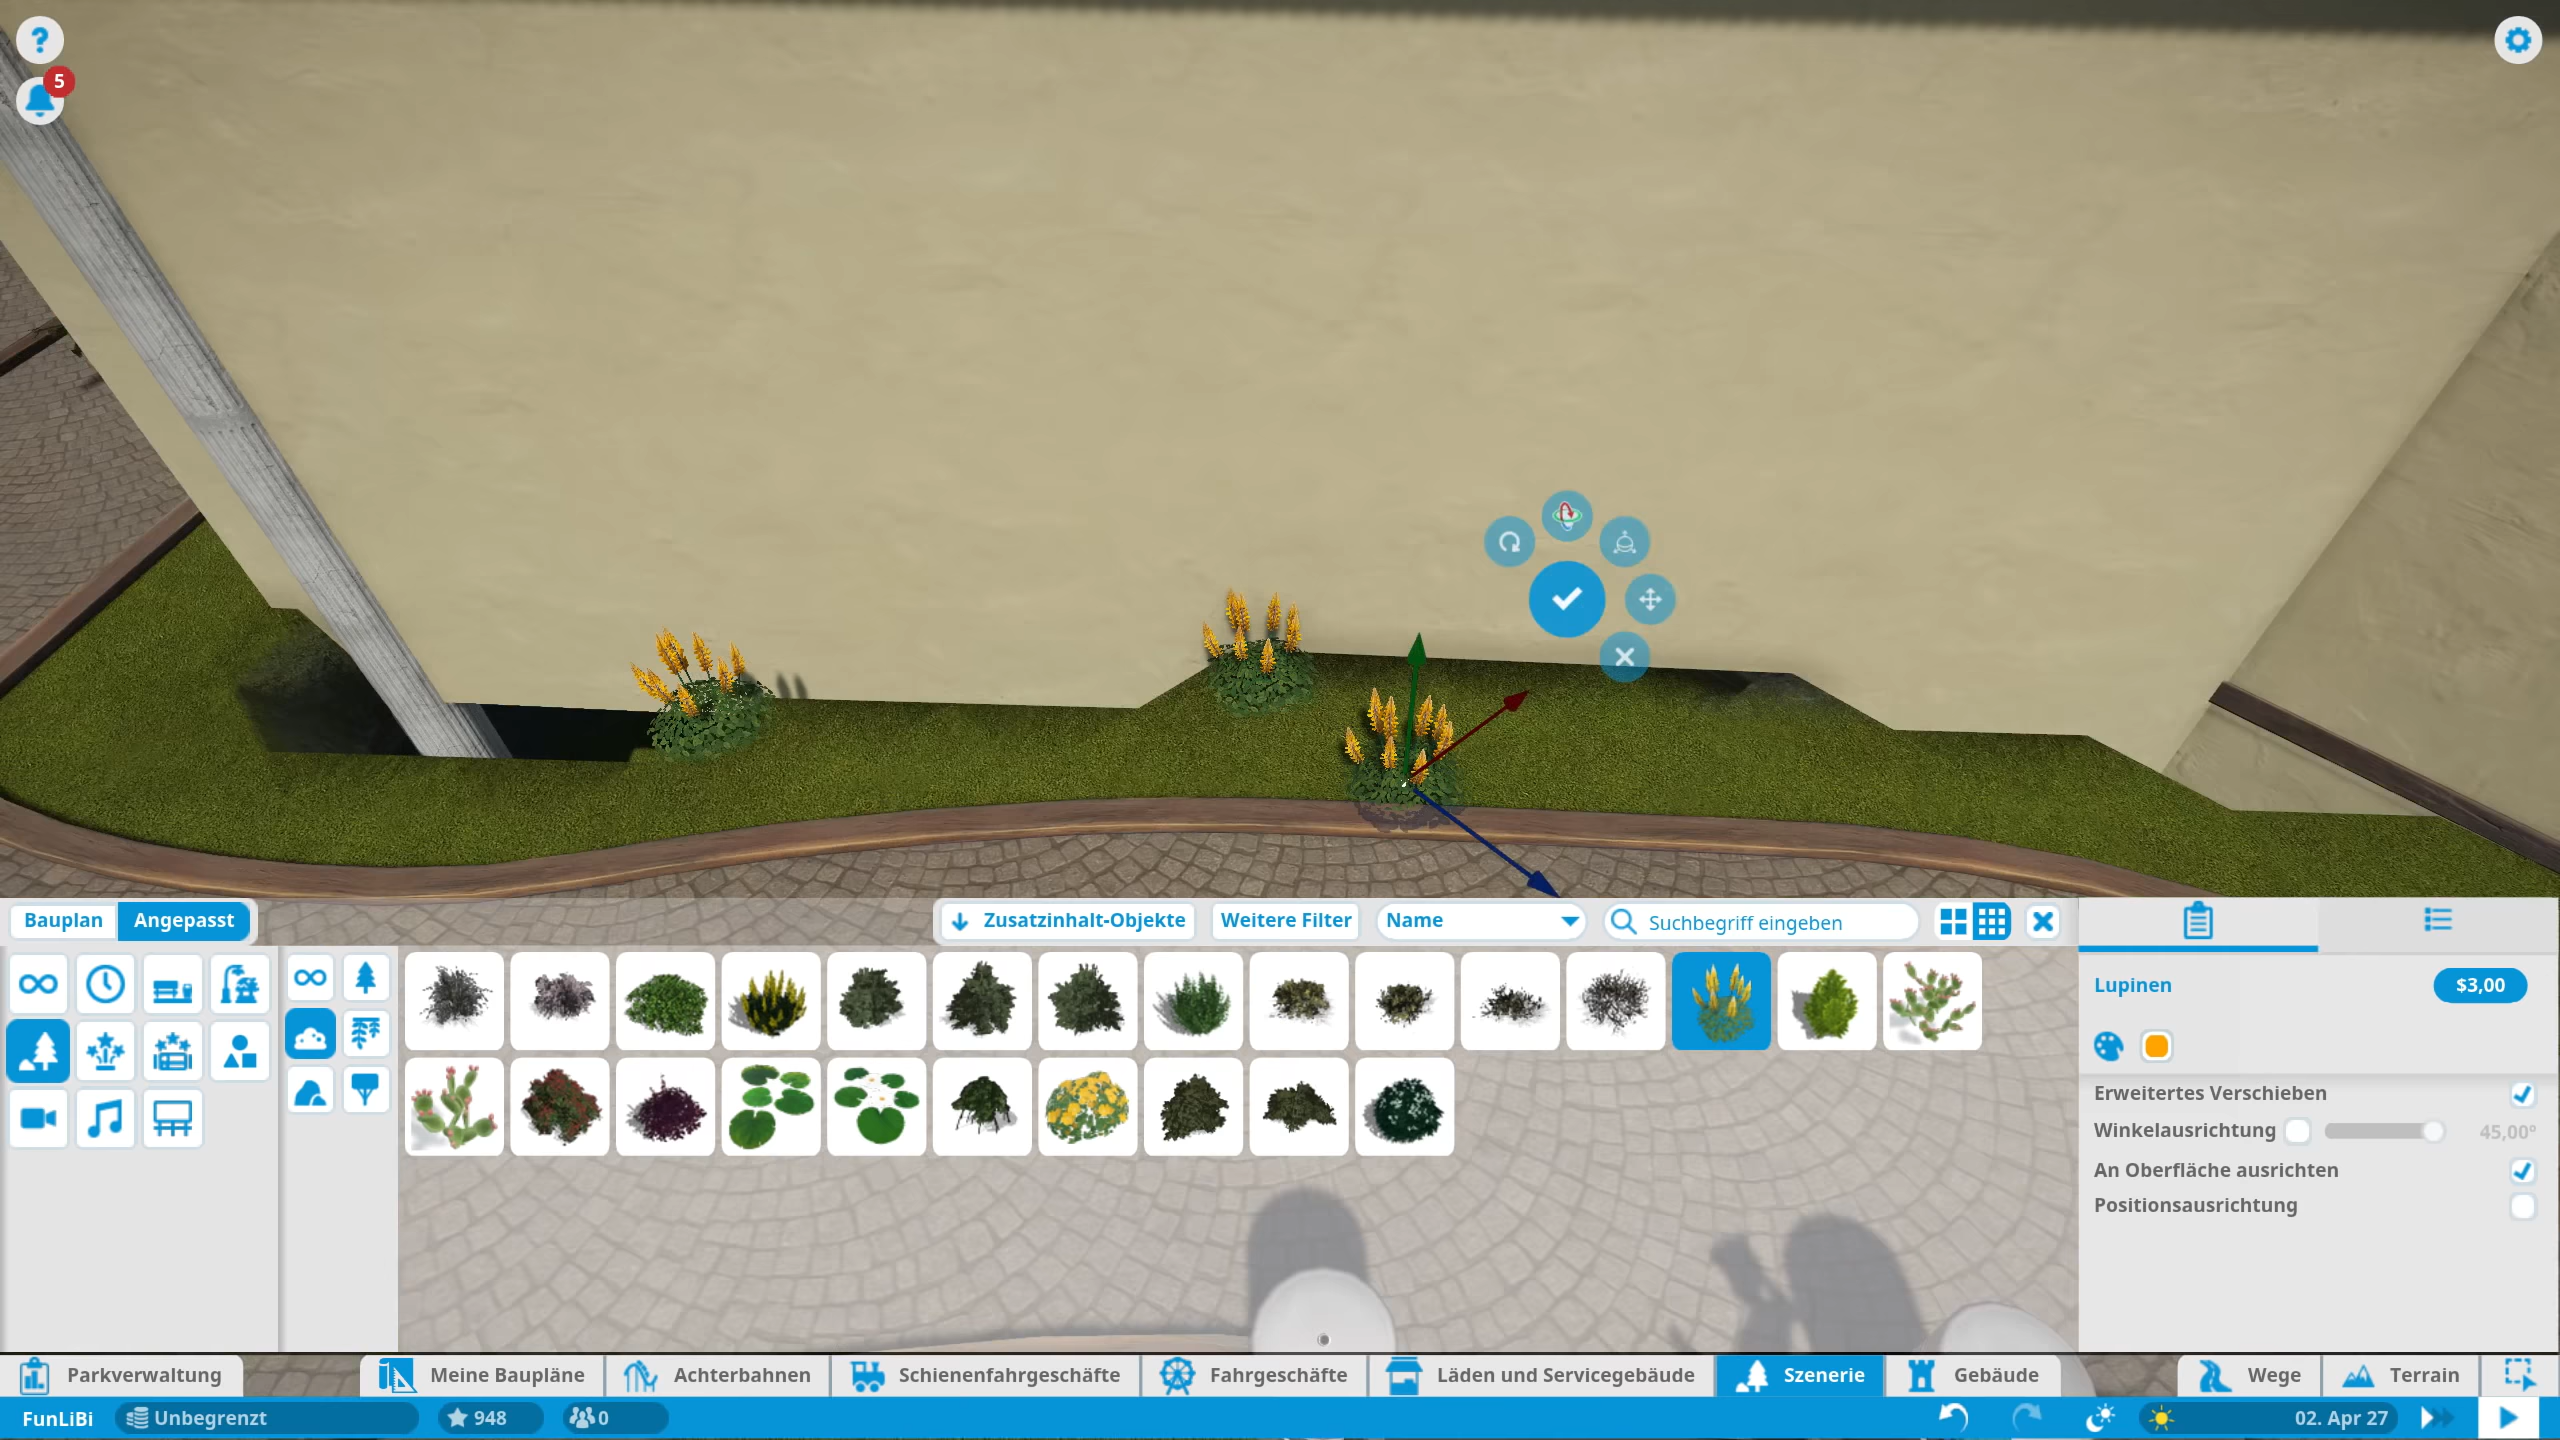 ?
5
Bauplan
Angepasst
Zusatzinhalt-Objekte
Weitere Filter
Name
Suchbegriff eingeben
Lupinen
$3,00
Erweitertes Verschieben
Winkelausrichtung
45,00°
An Oberfläche ausrichten
Positionsausrichtung
Parkverwaltung
Meine Baupläne
Achterbahnen
Schienenfahrgeschäfte
Fahrgeschäfte
Läden und Servicegebäude
Szenerie
Gebäude
Wege
Terrain
FunLiBi
Unbegrenzt
948
0
02. Apr 27